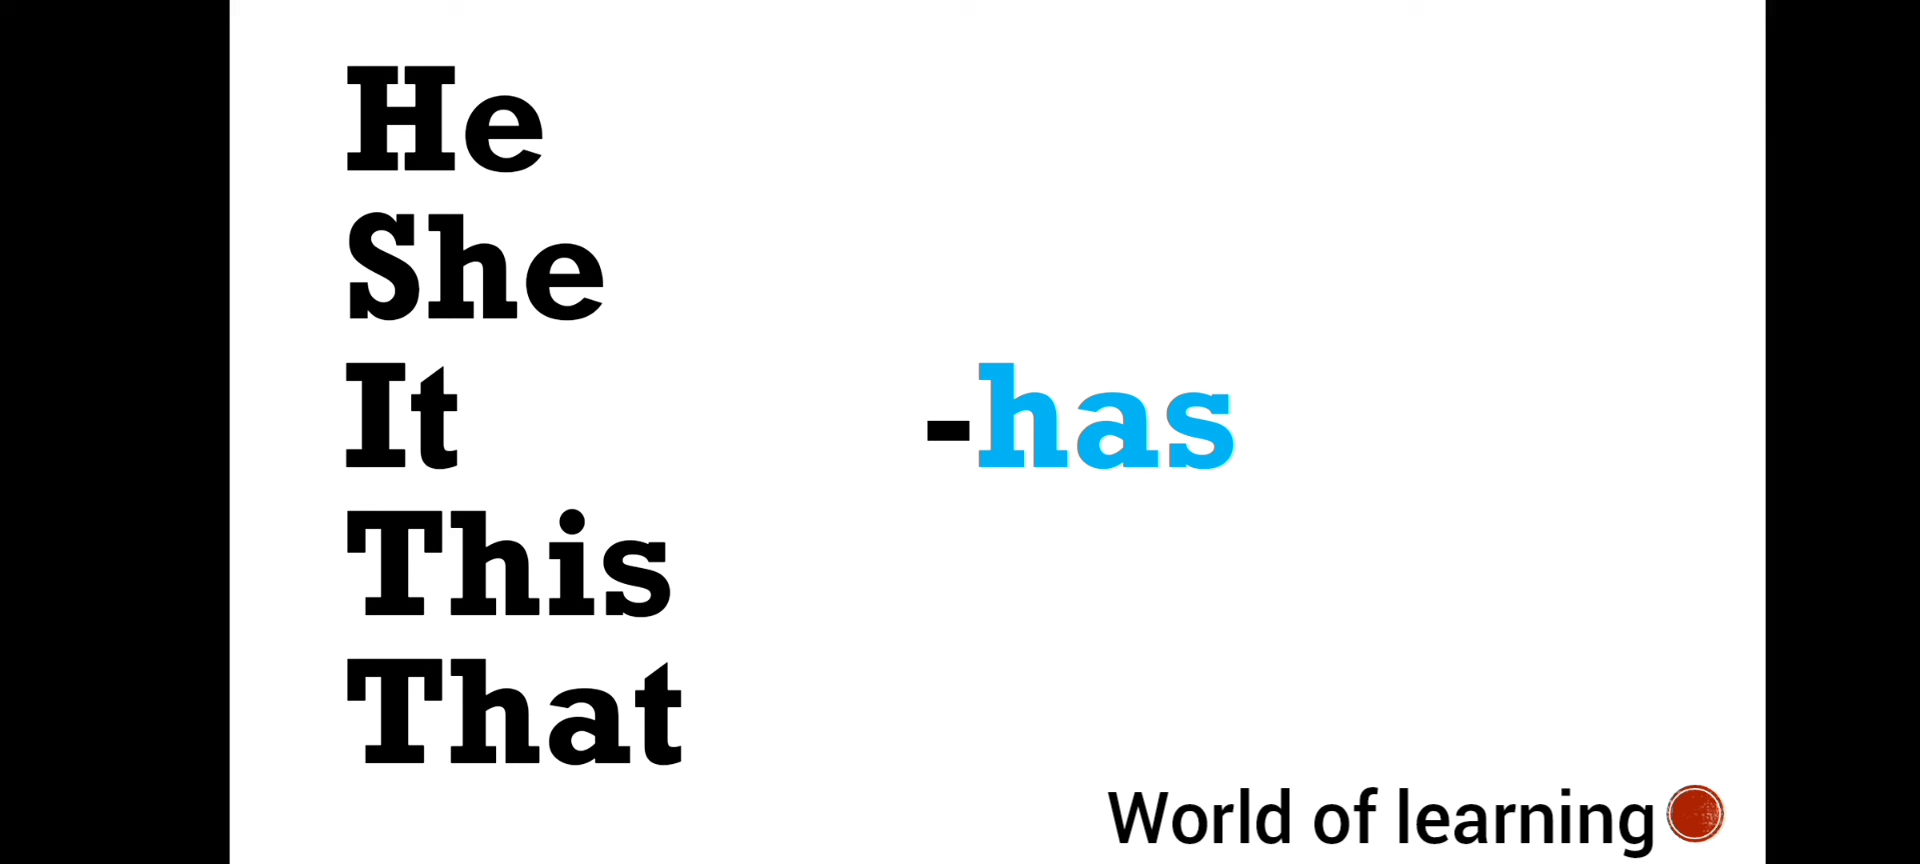 He
She
It -has
This
That
World of learning